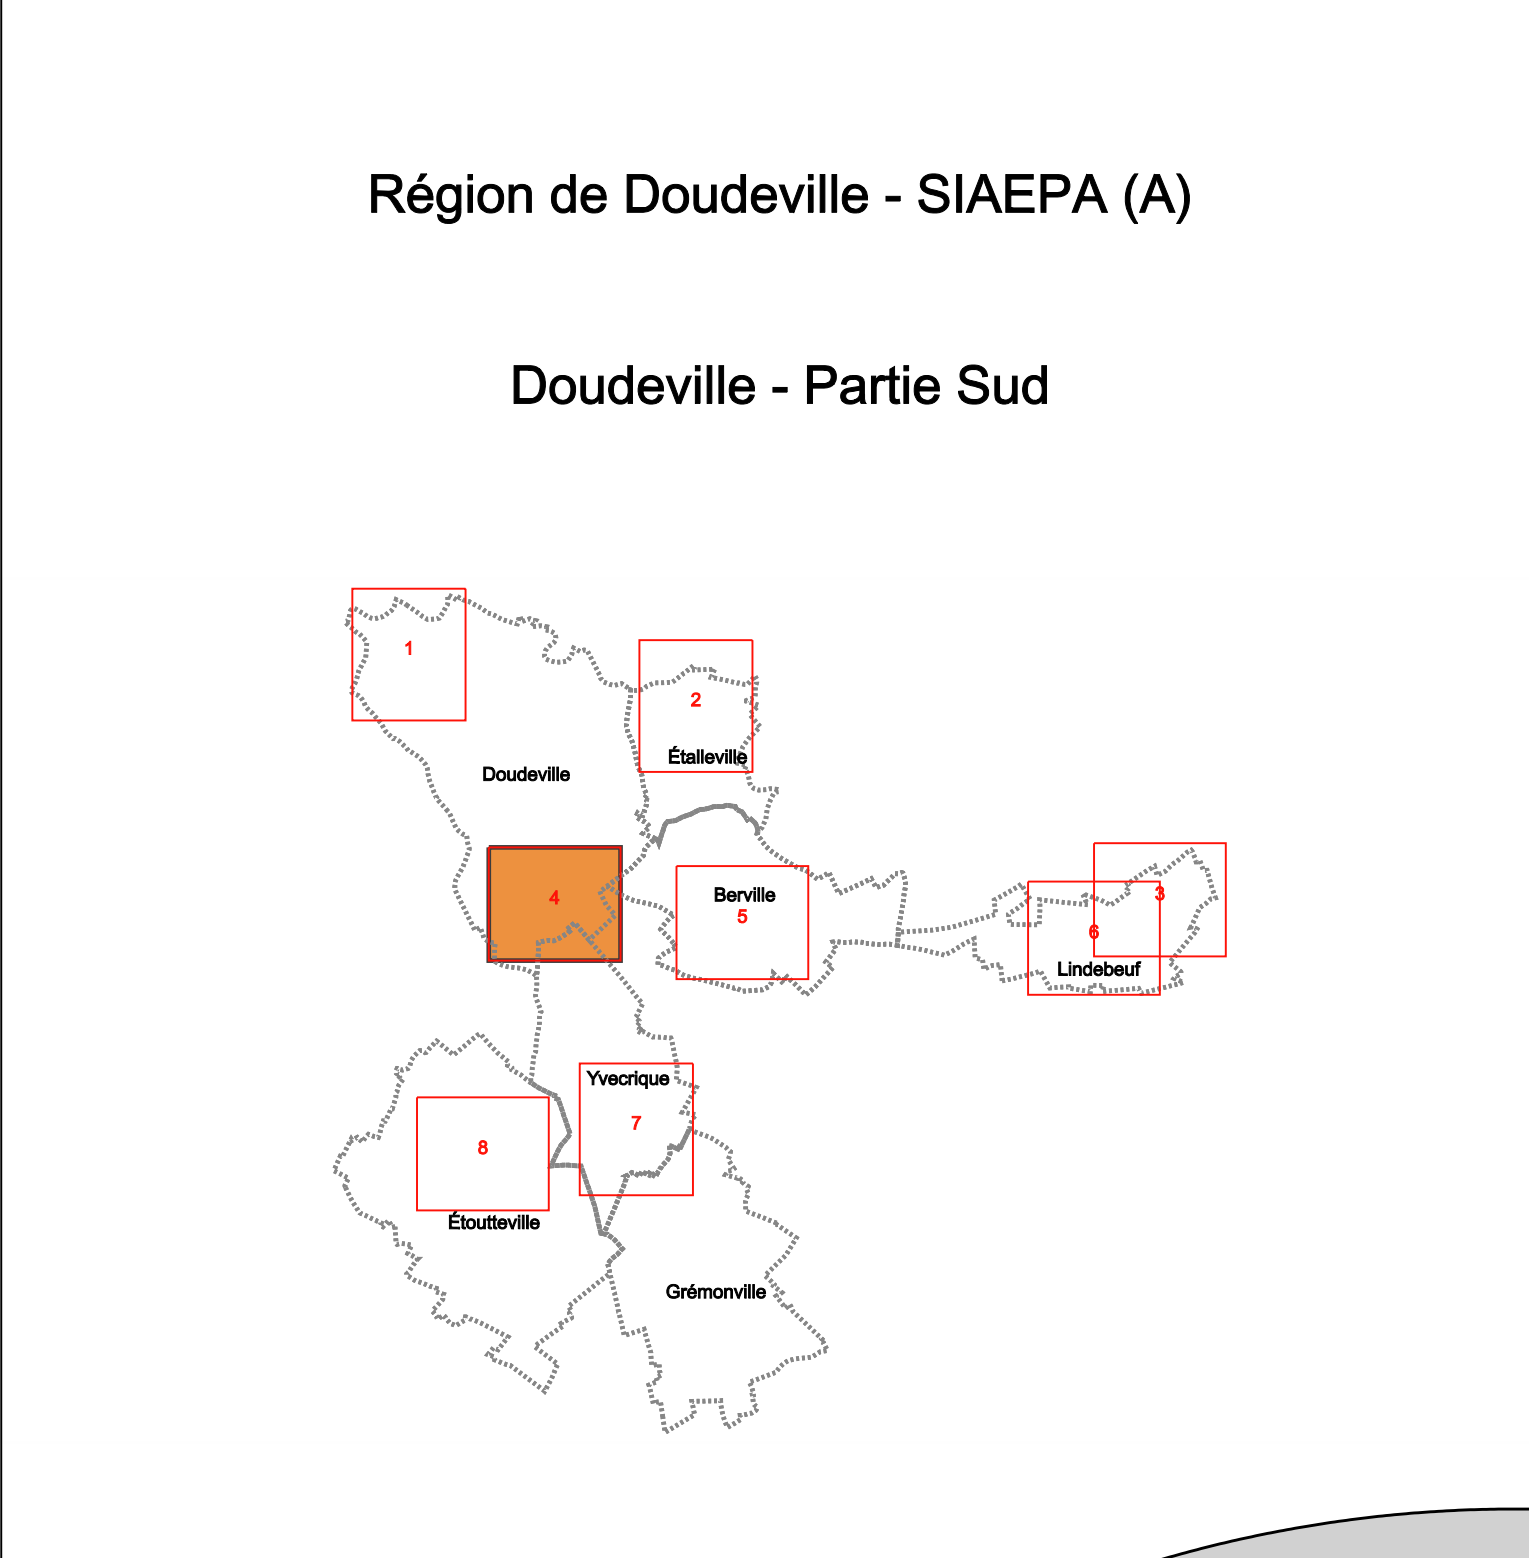 Région de Doudeville - SIAEPA (A)
Doudeville - Partie Sud
1
2
Étalleville
Doudeville
4
Berville
5
3
6
Lindebeuf
Yvecrique
7
8
Étoutteville
Grémonville